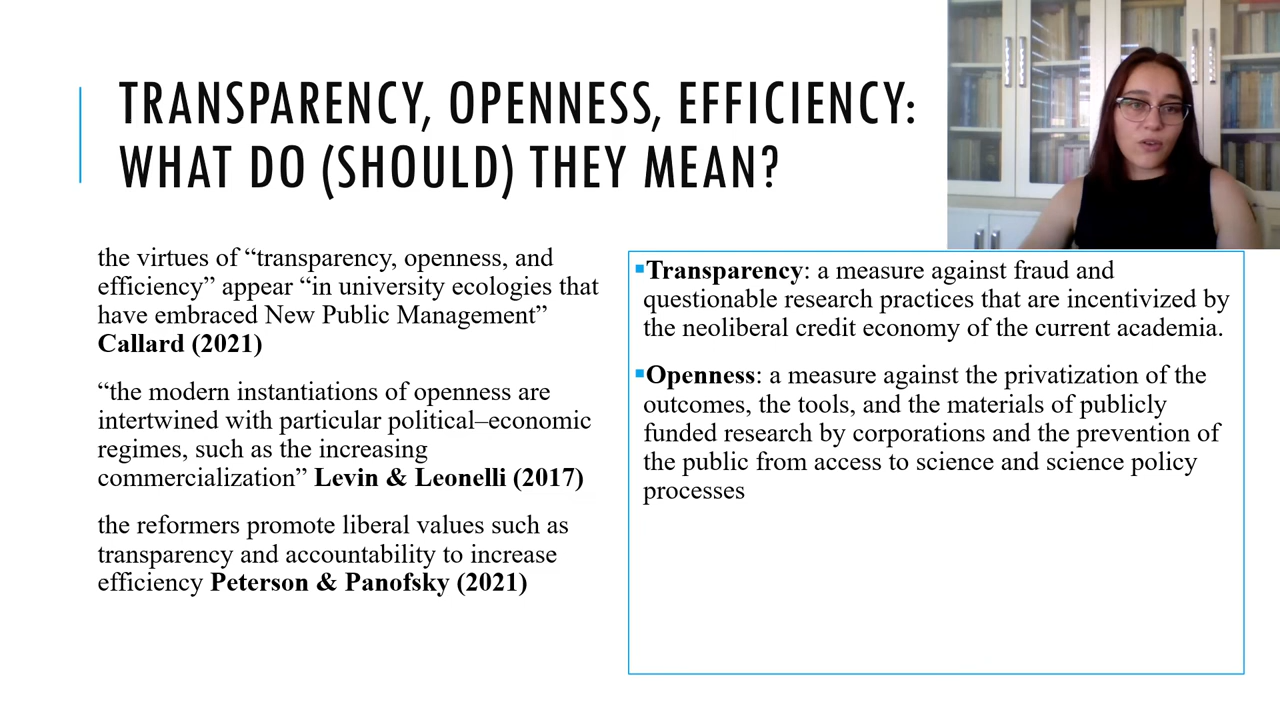 TRANSPARENCY, OPENNESS, EFFICIENCY:
WHAT DO (SHOULD) THEY MEAN?
the virtues of “transparency, openness, and
efficiency” appear “in university ecologies that
have embraced New Public Management”
Callard (2021)
“the modern instantiations of openness are
intertwined with particular political–economic
regimes, such as the increasing
commercialization” Levin & Leonelli (2017)
the reformers promote liberal values such as
transparency and accountability to increase
efficiency Peterson & Panofsky (2021)
▪Transparency: a measure against fraud and
questionable research practices that are incentivized by
the neoliberal credit economy of the current academia.
▪Openness: a measure against the privatization of the
outcomes, the tools, and the materials of publicly
funded research by corporations and the prevention of
the public from access to science and science policy
processes